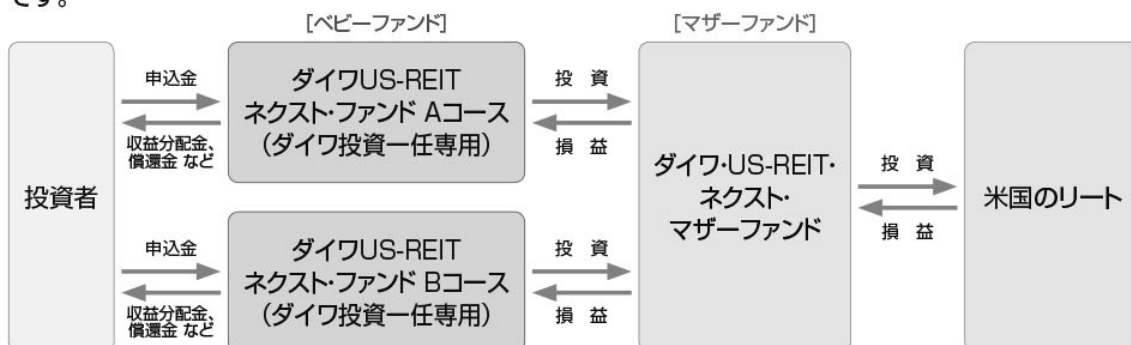 です。
[ベビーファンド]
[マザーファンド]
投資者
申込金
収益分配金、
償還金 など
ダイワUS-REIT
ネクスト・ファンド Aコース
(ダイワ投資一任専用)
投 資
損 益
申込金
収益分配金、
償還金 など
ダイワUS-REIT
ネクスト・ファンド Bコース
(ダイワ投資一任専用)
投 資
損 益
ダイワ・US-REIT・
ネクスト・
マザーファンド
投 資
損 益
米国のリート